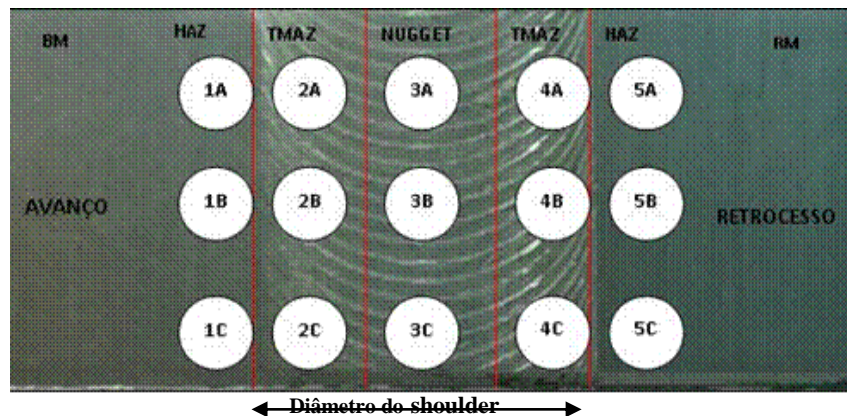 BM HAZ TMAZ NUGGET TMAZ HAZ RM
1A 2A 3A 4A 5A
AVANÇO 1B 2B 3B 4B 5B RETROCESSO
1C 2C 3C 4C 5C
Diâmetro do shoulder